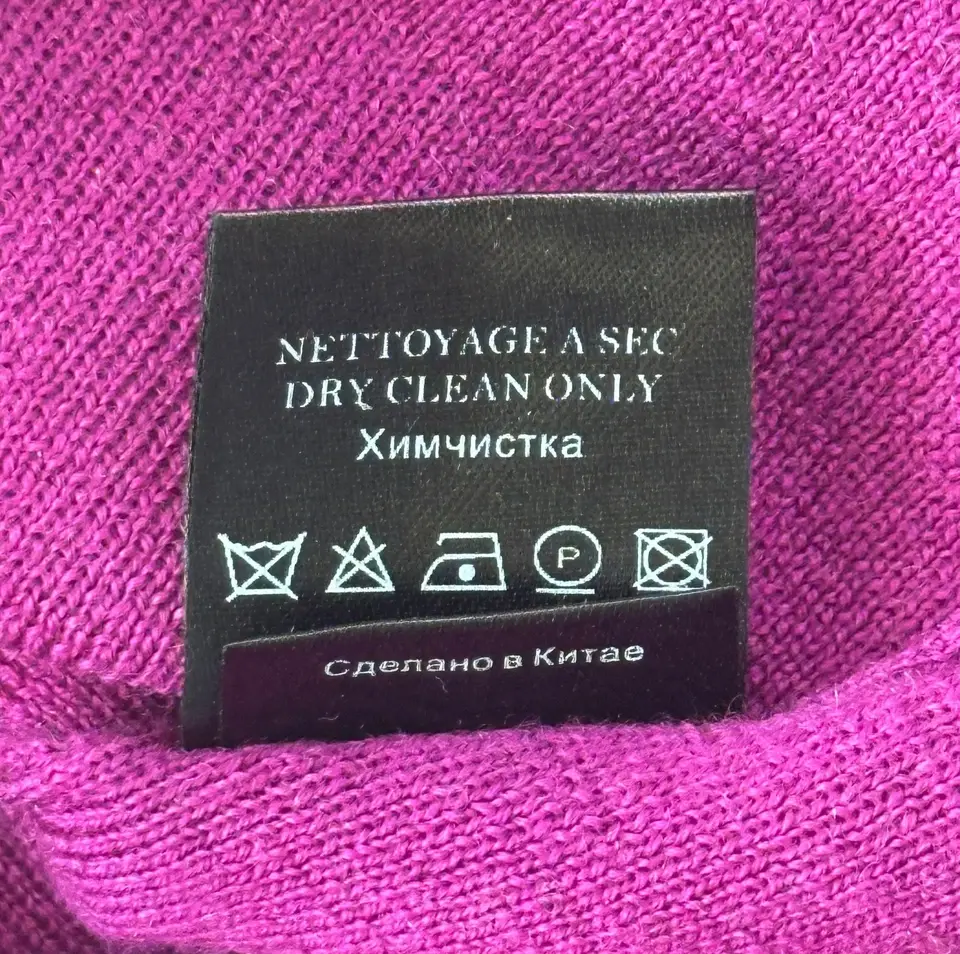 NETTOYAGE A SEC
DRY CLEAN ONLY
Химчистка
P
Сделано в Китае